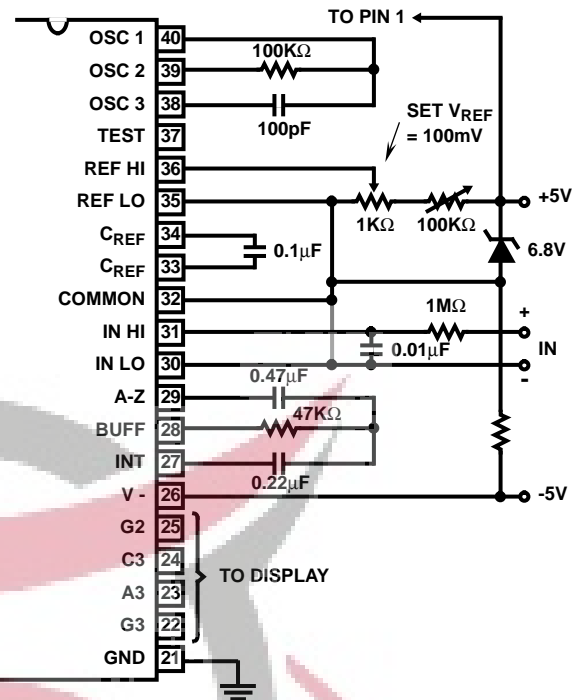 TO PIN 1
OSC 1 40
100KΩ
OSC 2 39
OSC 3 38
100pF
SET VREF
= 100mV
TEST 37
REF HI 36
REF LO 35
+5V
1KΩ
100KΩ
CREF 34
0.1µF
6.8V
CREF 33
COMMON 32
1MΩ
+
IN HI 31
0.01µF
IN
IN LO 30
-
0.47µF
A-Z 29
47KΩ
BUFF 28
INT 27
0.22µF
V - 26
-5V
G2 25
C3 24
TO DISPLAY
A3 23
G3 22
GND 21